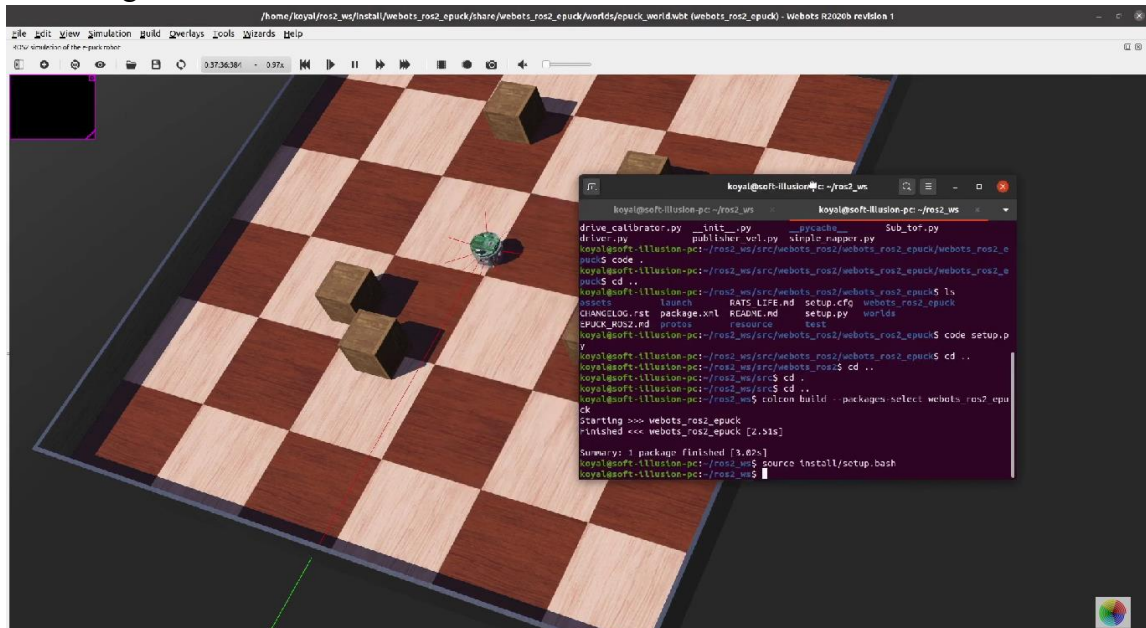 /home/koyal/ros2_ws/install/webots_ros2_epuck/share/webots_ros2_epuck/worlds/epuck_world.wbt (webots_ros2_epuck) - Webots R2020b revision 1
File Edit View Simulation Build Overlays Tools Wizards Help
ROS2 simulation of the e-puck robot
0:37:36:384 - 0.97x
koyal@soft-illusion-pc: ~/ros2_ws
koyal@soft-illusion-pc: ~/ros2_ws koyal@soft-illusion-pc: ~/ros2_ws
drive_calibrator.py __init__.py __pycache__ Sub_tof.py
driver.py publisher_vel.py simple_mapper.py
koyal@soft-illusion-pc:~/ros2_ws/src/webots_ros2/webots_ros2_epuck/webots_ros2_e
puck$ code .
koyal@soft-illusion-pc:~/ros2_ws/src/webots_ros2/webots_ros2_epuck/webots_ros2_e
puck$ cd ..
koyal@soft-illusion-pc:~/ros2_ws/src/webots_ros2/webots_ros2_epuck$ ls
assets launch RATS_LIFE.md setup.cfg webots_ros2_epuck
CHANGELOG.rst package.xml README.md setup.py worlds
EPUCK_ROS2.md protos resource test
koyal@soft-illusion-pc:~/ros2_ws/src/webots_ros2/webots_ros2_epuck$ code setup.p
y
koyal@soft-illusion-pc:~/ros2_ws/src/webots_ros2/webots_ros2_epuck$ cd ..
koyal@soft-illusion-pc:~/ros2_ws/src/webots_ros2$ cd ..
koyal@soft-illusion-pc:~/ros2_ws/src$ cd .
koyal@soft-illusion-pc:~/ros2_ws/src$ cd ..
koyal@soft-illusion-pc:~/ros2_ws$ colcon build --packages-select webots_ros2_epu
ck
Starting >>> webots_ros2_epuck
Finished <<< webots_ros2_epuck [2.51s]
Summary: 1 package finished [3.02s]
koyal@soft-illusion-pc:~/ros2_ws$ source install/setup.bash
koyal@soft-illusion-pc:~/ros2_ws$